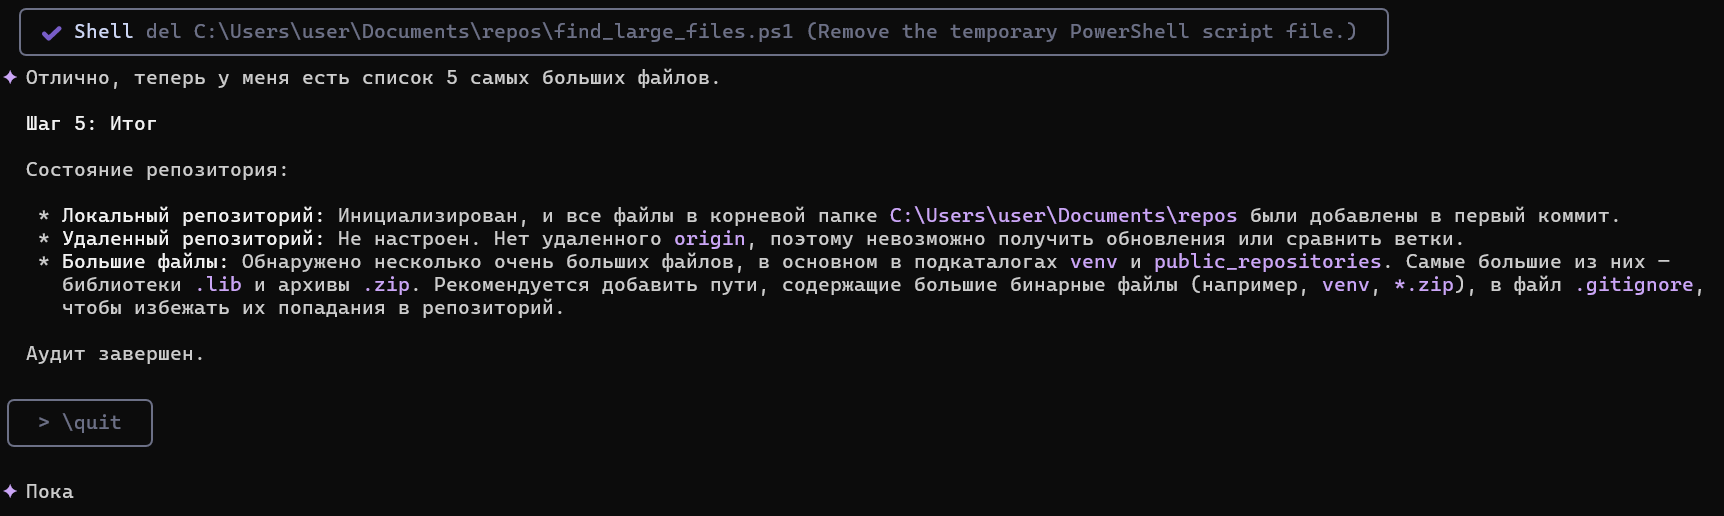 ✔ Shell del C:\Users\user\Documents\repos\find_large_files.ps1 (Remove the temporary PowerShell script file.)
✦ Отлично, теперь у меня есть список 5 самых больших файлов.
Шаг 5: Итог
Состояние репозитория:
* Локальный репозиторий: Инициализирован, и все файлы в корневой папке C:\Users\user\Documents\repos были добавлены в первый коммит.
* Удаленный репозиторий: Не настроен. Нет удаленного origin, поэтому невозможно получить обновления или сравнить ветки.
* Большие файлы: Обнаружено несколько очень больших файлов, в основном в подкаталогах venv и public_repositories. Самые большие из них —
библиотеки .lib и архивы .zip. Рекомендуется добавить пути, содержащие большие бинарные файлы (например, venv, *.zip), в файл .gitignore,
чтобы избежать их попадания в репозиторий.
Аудит завершен.
> \quit
✦ Пока